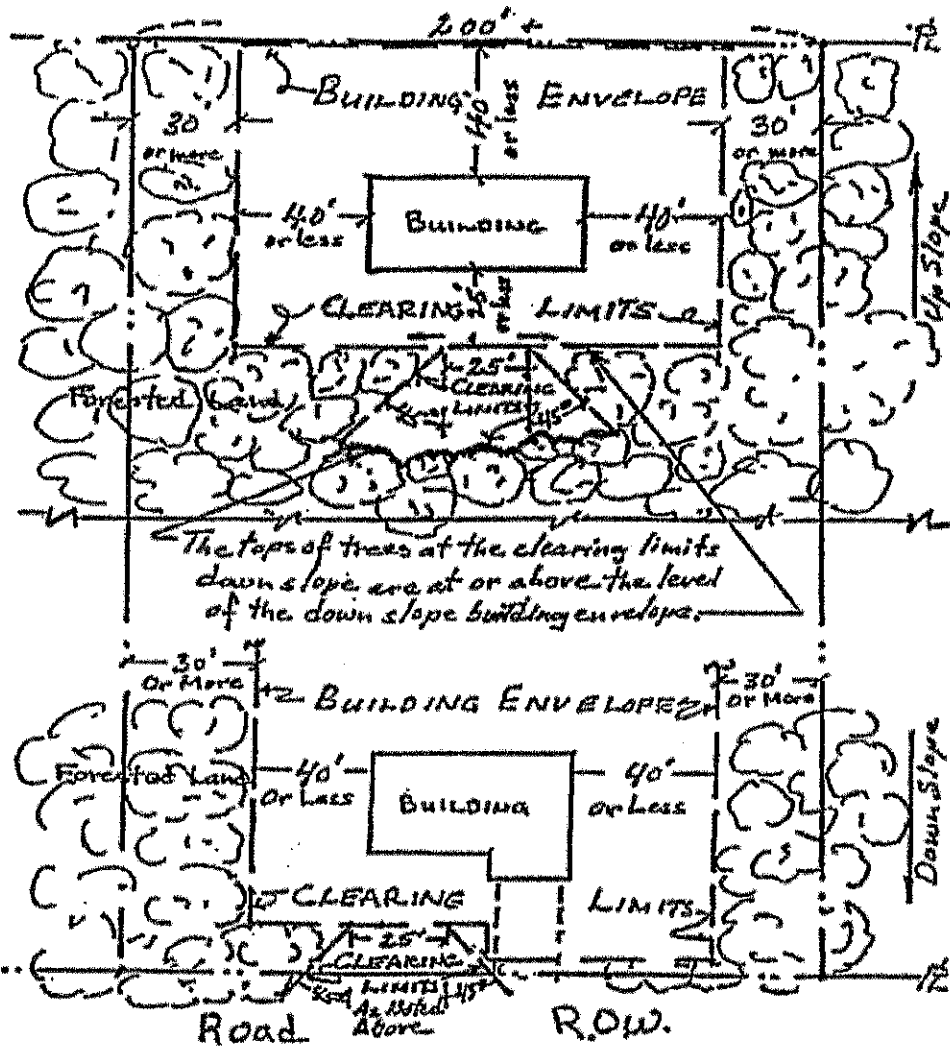 200' ±
PL
BUILDING ENVELOPE
30
or more
40'
or less
30'
or more
40'
or less
BUILDING
40'
or less
Up Slope
CLEARING LIMITS
or less
25'
CLEARING
LIMITS
45°
Forested Land
The tops of trees at the clearing limits
down slope are at or above the level
of the down slope building envelope.
30'
Or More
BUILDING ENVELOPE
30'
Or More
Forested Land
40'
Or Less
BUILDING
40'
Or Less
Down Slope
CLEARING
LIMITS
25'
CLEARING
LIMITS
45°
As Noted
Above
PL
Road R.O.W.